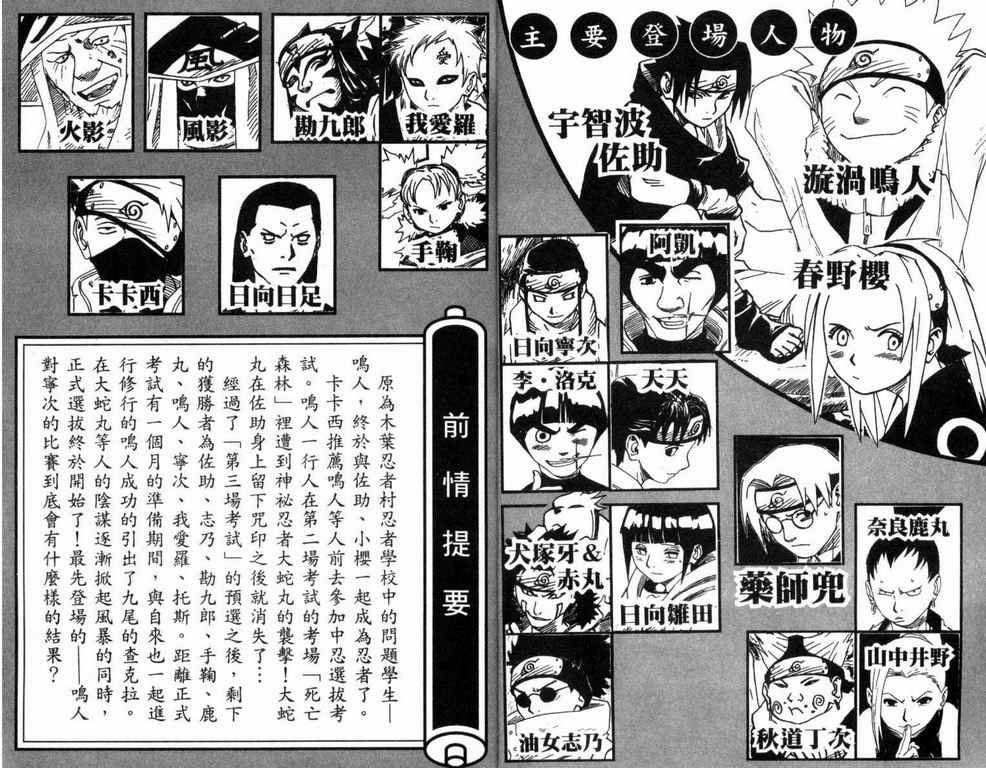 主要登場人物
漩渦鳴人
宇智波
佐助
春野櫻
阿凱
日向寧次
李・洛克
天天
犬塚牙&
赤丸
日向雛田
油女志乃
藥師兜
奈良鹿丸
山中井野
秋道丁次
愛
我愛羅
勘九郎
風
風影
火影
手鞠
日向日足
卡卡西
前情提要
原為木葉忍者村忍者學校中的問題學生—
鳴人,終於與佐助、小櫻一起成為忍者了。
卡卡西推薦鳴人等人前去參加中忍選拔考
試。鳴人一行人在第二場考試的考場「死亡
森林」裡遭到神祕忍者大蛇丸的襲擊!大蛇
丸在佐助身上留下咒印之後就消失了…
經過了「第三場考試」的預選之後,剩下
的獲勝者為佐助、志乃、勘九郎、手鞠、鹿
丸、鳴人、寧次、我愛羅、托斯。距離正式
考試有一個月的準備期間,與自來也一起進
行修行的鳴人成功的引出了九尾的查克拉。
在大蛇丸等人的陰謀逐漸掀起風暴的同時,
正式選拔終於開始了!最先登場的——鳴人
對寧次的比賽到底會有什麼樣的結果?